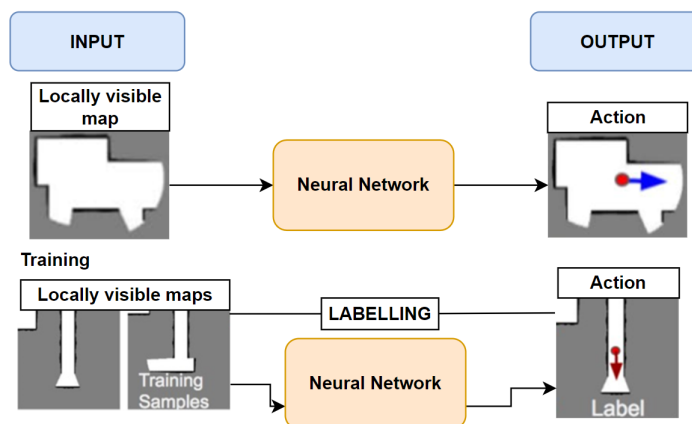 INPUT
OUTPUT
Locally visible
map
Action
Neural Network
Training
Locally visible maps
LABELLING
Action
Training
Samples
Neural Network
Label